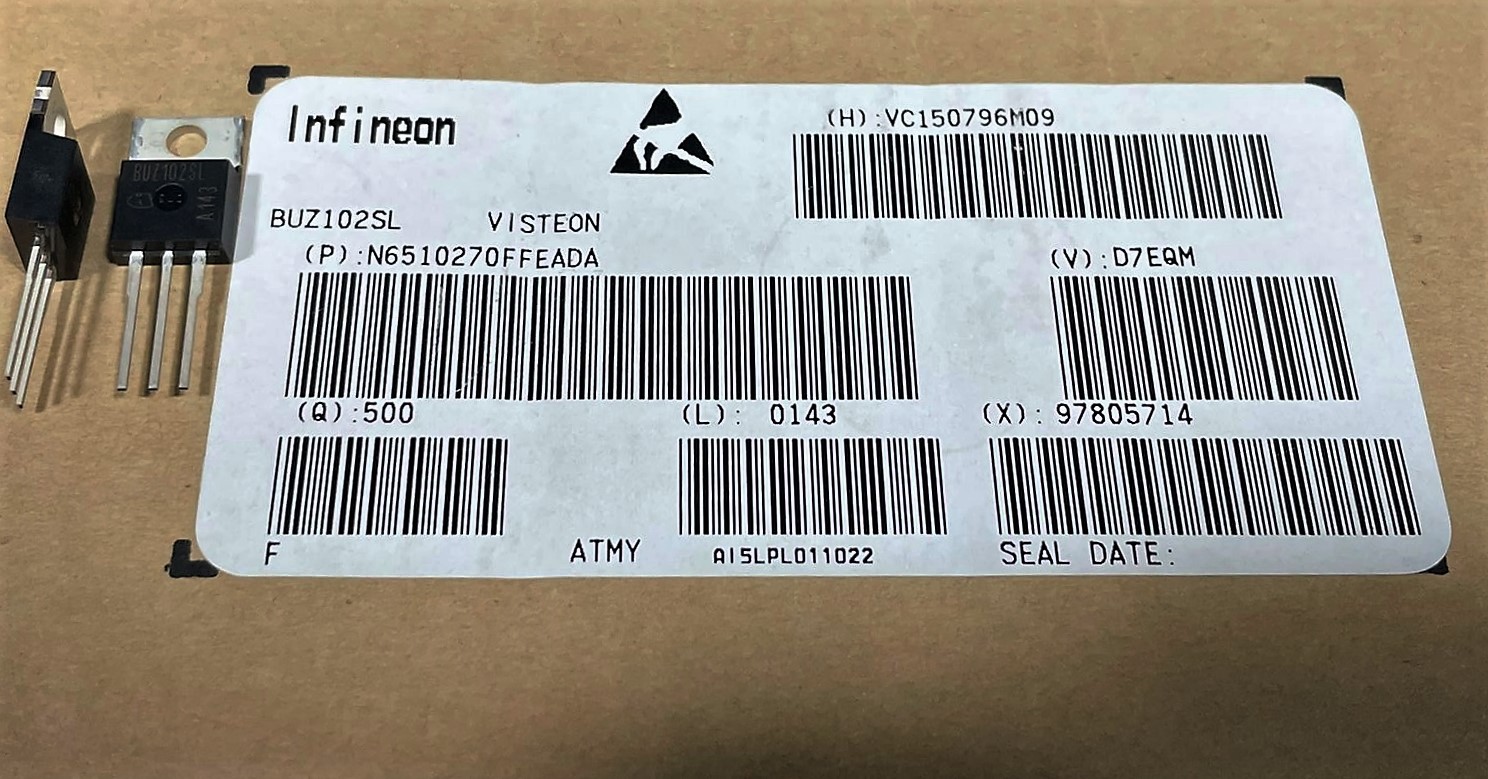 Infineon
(H):VC150796M09
BUZ102SL VISTEON
(P):N6510270FFEADA
(V):D7EQM
(Q):500
(L): 0143
(X): 97805714
F
ATMY
AI5LPL011022
SEAL DATE:
BUZ102SL
A143